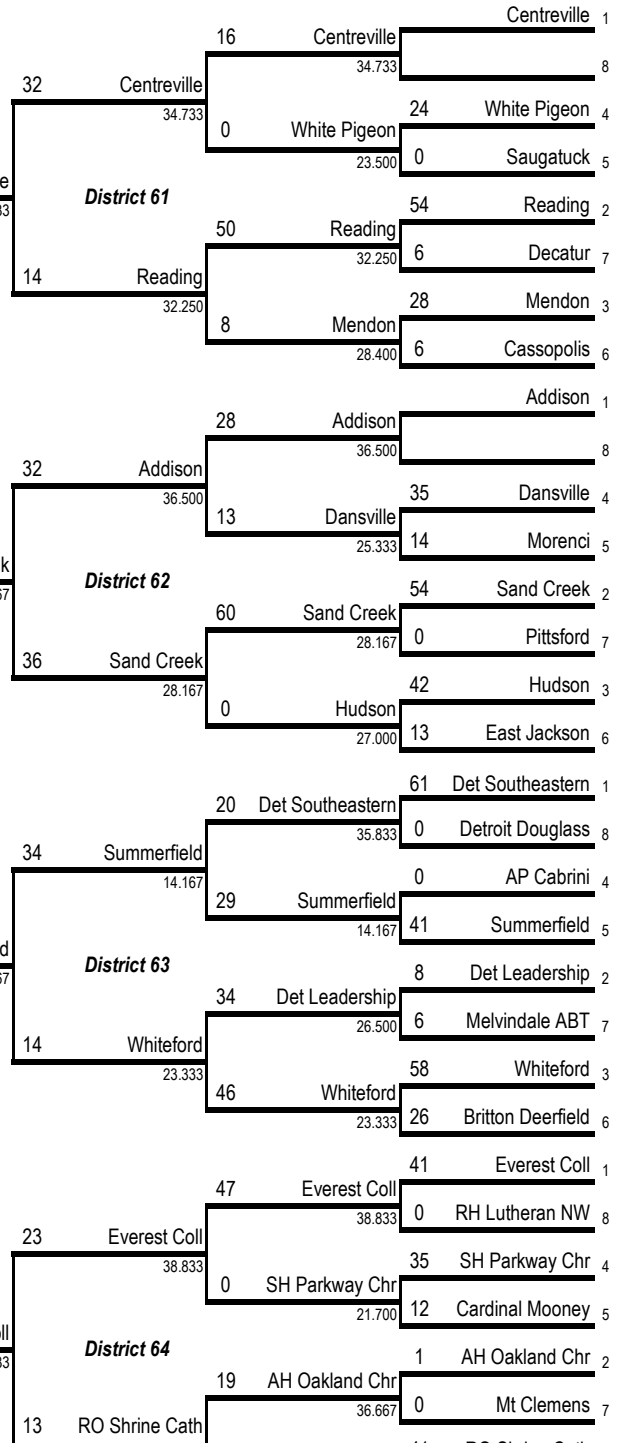 Centreville 1
16 Centreville
34.733
8
32 Centreville
34.733
24 White Pigeon 4
0 White Pigeon
23.500
0 Saugatuck 5
District 61
54 Reading 2
50 Reading
32.250
6 Decatur 7
14 Reading
32.250
28 Mendon 3
8 Mendon
28.400
6 Cassopolis 6
Addison 1
28 Addison
36.500
8
32 Addison
36.500
35 Dansville 4
13 Dansville
25.333
14 Morenci 5
District 62
54 Sand Creek 2
60 Sand Creek
28.167
0 Pittsford 7
36 Sand Creek
28.167
42 Hudson 3
0 Hudson
27.000
13 East Jackson 6
61 Det Southeastern 1
20 Det Southeastern
35.833
0 Detroit Douglass 8
34 Summerfield
14.167
0 AP Cabrini 4
29 Summerfield
14.167
41 Summerfield 5
District 63
8 Det Leadership 2
34 Det Leadership
26.500
6 Melvindale ABT 7
14 Whiteford
23.333
58 Whiteford 3
46 Whiteford
23.333
26 Britton Deerfield 6
41 Everest Coll 1
47 Everest Coll
38.833
0 RH Lutheran NW 8
23 Everest Coll
38.833
35 SH Parkway Chr 4
0 SH Parkway Chr
21.700
12 Cardinal Mooney 5
District 64
1 AH Oakland Chr 2
19 AH Oakland Chr
36.667
0 Mt Clemens 7
13 RO Shrine Cath